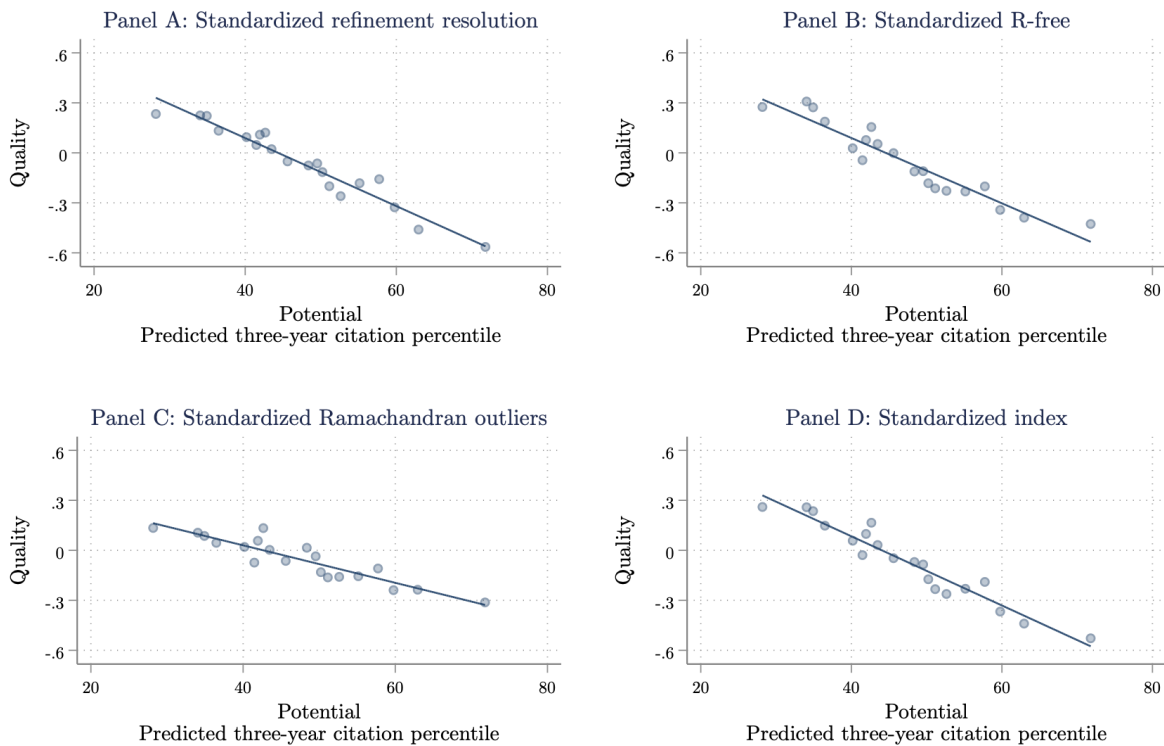 Panel A: Standardized refinement resolution
.6
.3
0
-.3
-.6
Quality
20 40 60 80
Potential
Predicted three-year citation percentile
Panel B: Standardized R-free
.6
.3
0
-.3
-.6
Quality
20 40 60 80
Potential
Predicted three-year citation percentile
Panel C: Standardized Ramachandran outliers
.6
.3
0
-.3
-.6
Quality
20 40 60 80
Potential
Predicted three-year citation percentile
Panel D: Standardized index
.6
.3
0
-.3
-.6
Quality
20 40 60 80
Potential
Predicted three-year citation percentile